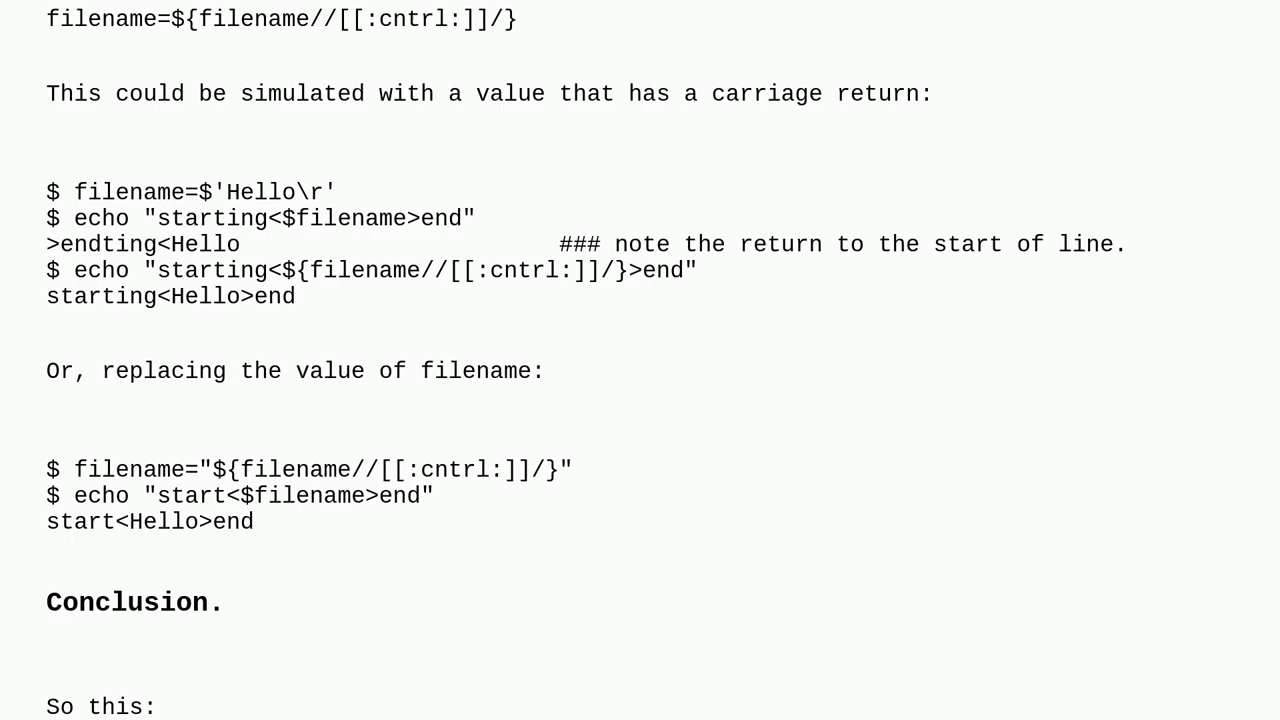 filename=${filename//[[:cntrl:]]/}
This could be simulated with a value that has a carriage return:
$ filename=$'Hello\r'
$ echo "starting<$filename>end"
>endting<Hello                       ### note the return to the start of line.
$ echo "starting<${filename//[[:cntrl:]]/}>end"
starting<Hello>end
Or, replacing the value of filename:
$ filename="${filename//[[:cntrl:]]/}"
$ echo "start<$filename>end"
start<Hello>end
Conclusion.
So this: